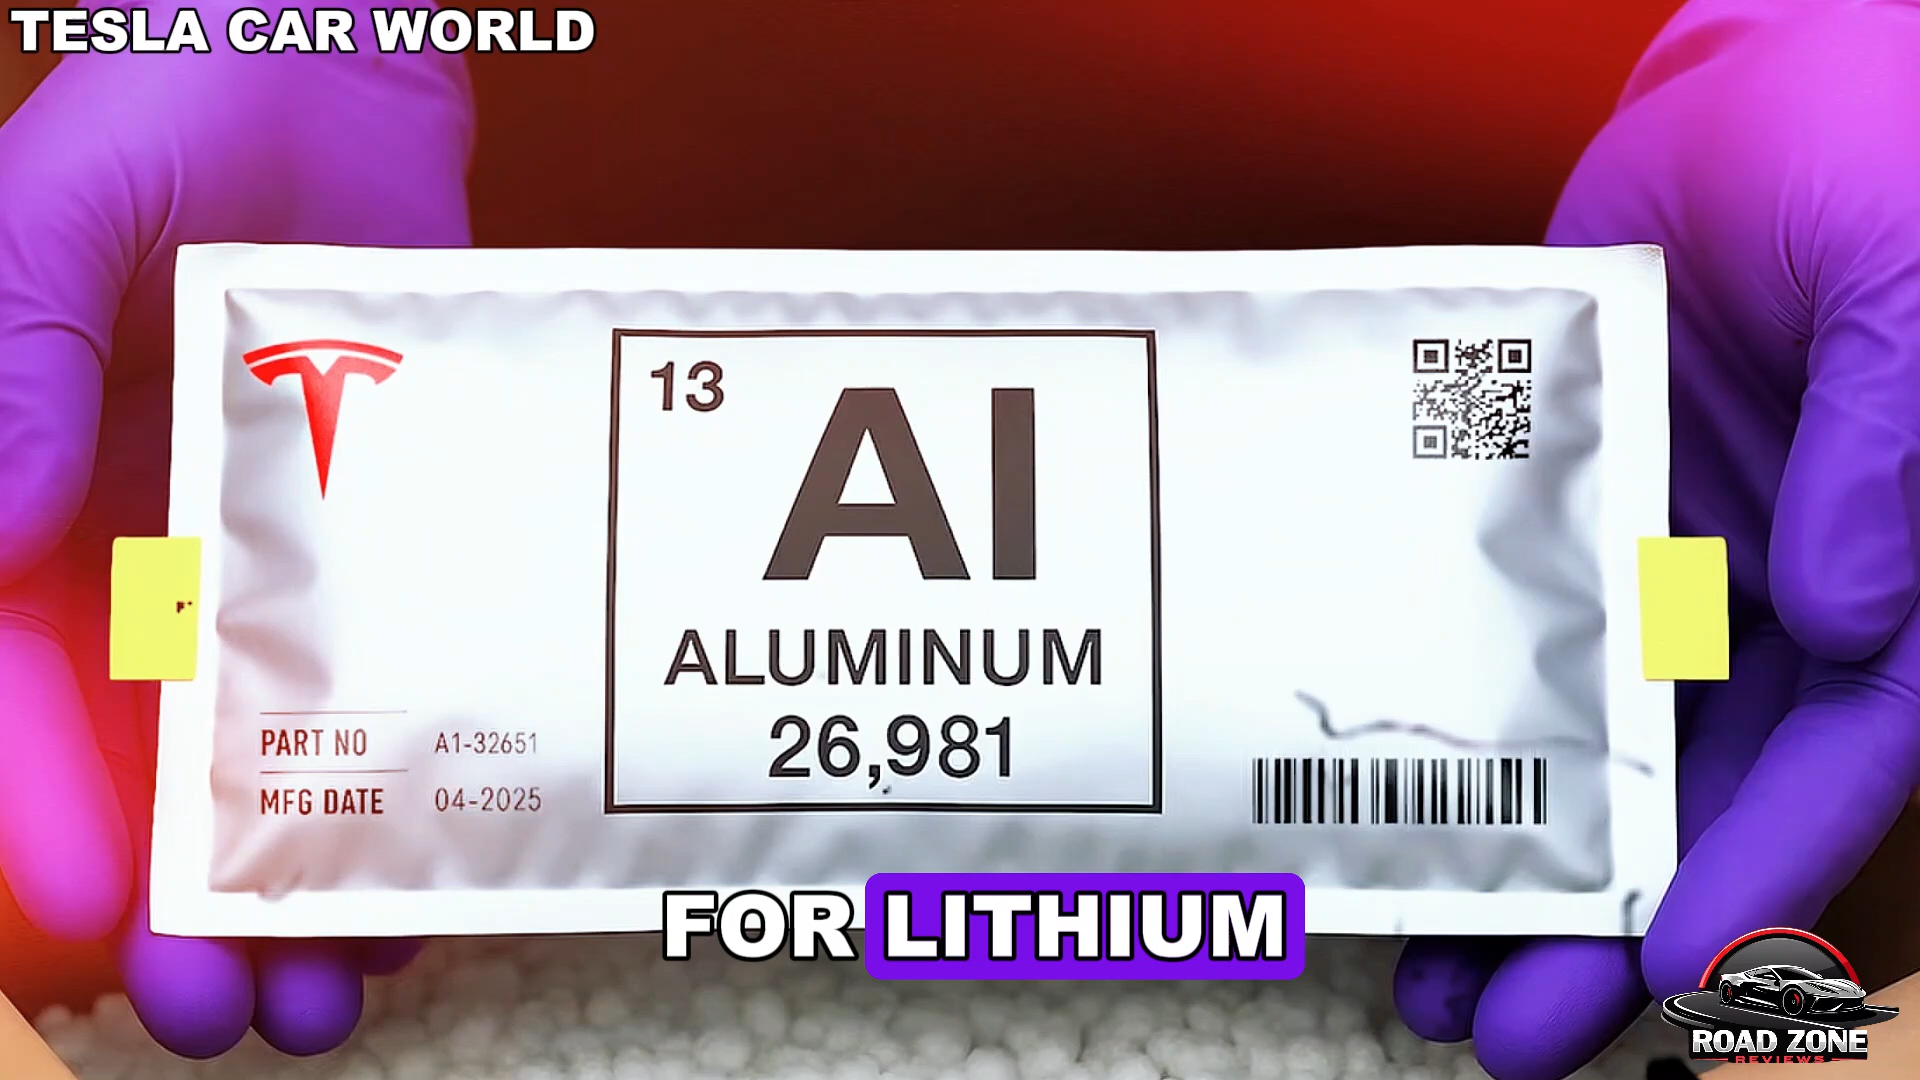 TESLA CAR WORLD
13
Al
ALUMINUM
26,981
PART NO A1-32651
MFG DATE 04-2025
FOR LITHIUM
ROAD ZONE
REVIEWS